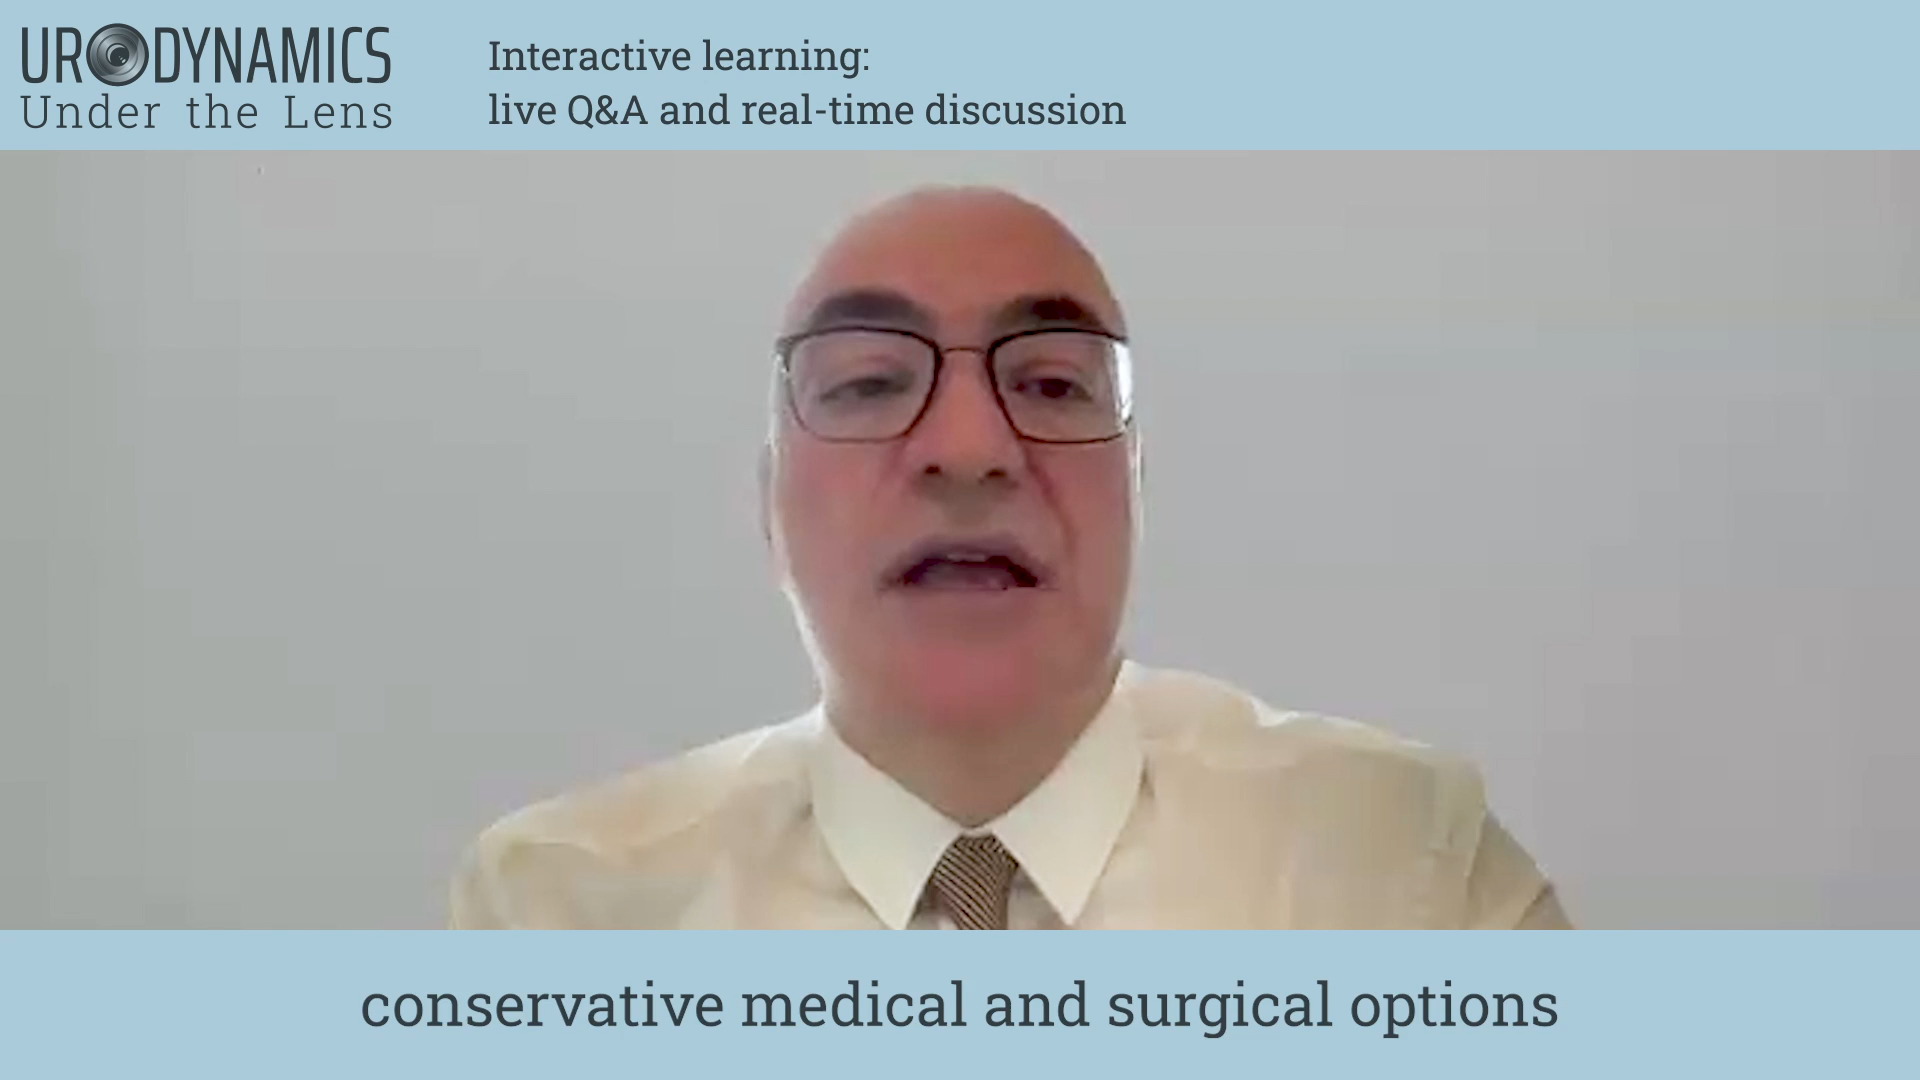 URODYNAMICS
Under the Lens
Interactive learning:
live Q&A and real-time discussion
conservative medical and surgical options